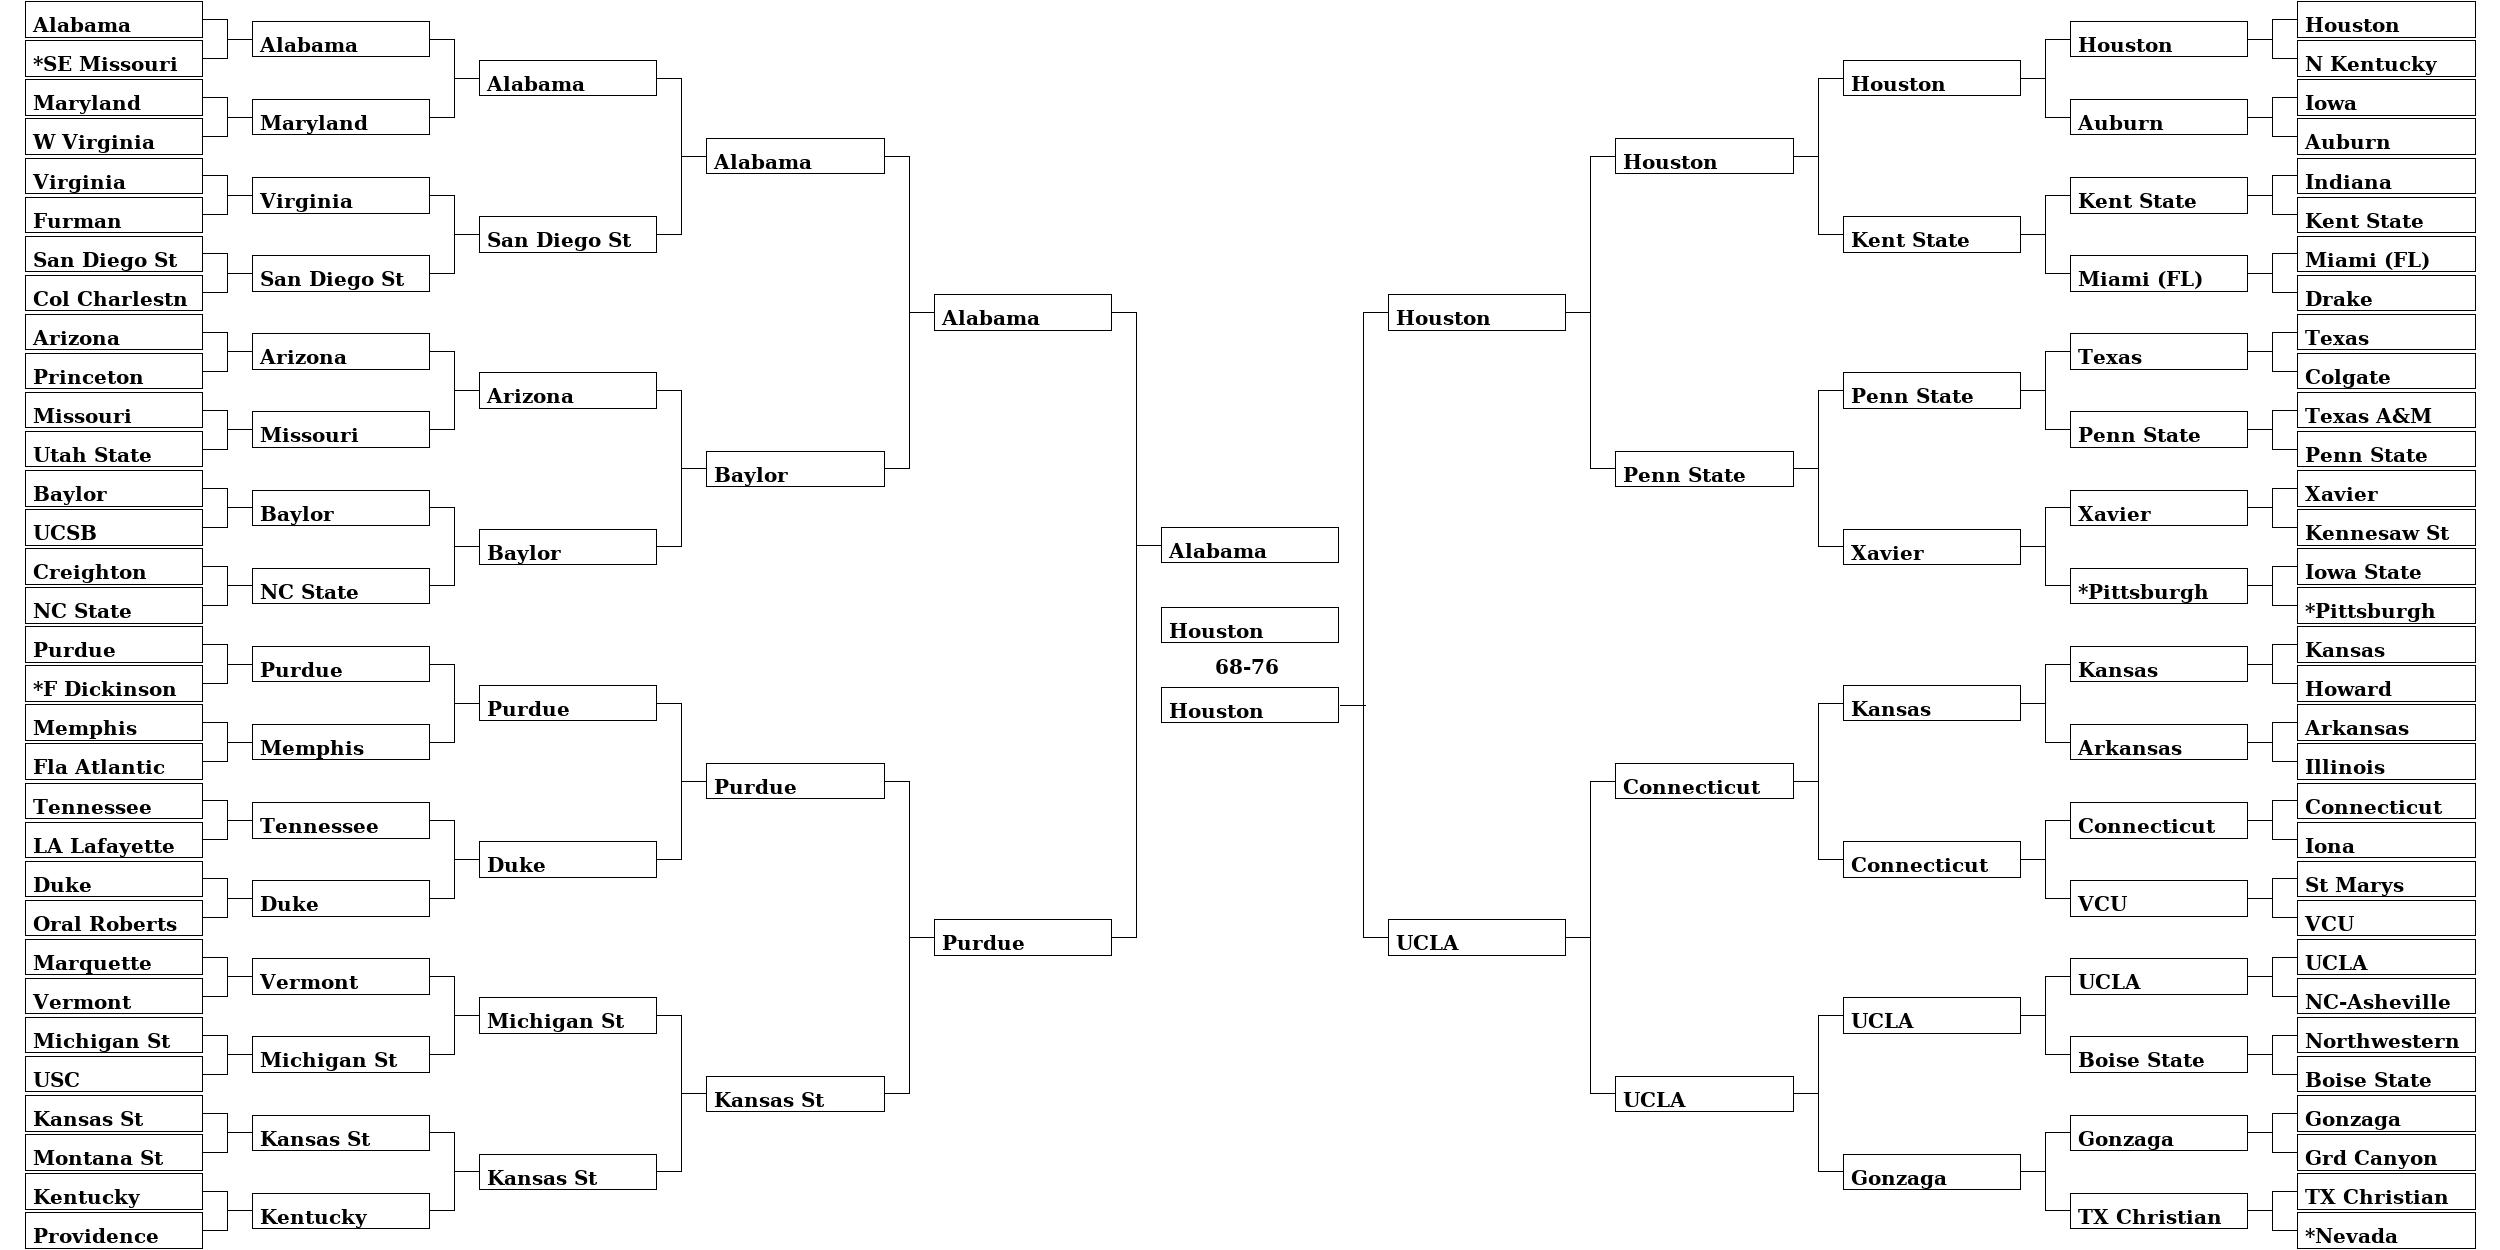 Alabama
*SE Missouri
Maryland
W Virginia
Virginia
Furman
San Diego St
Col Charlestn
Arizona
Princeton
Missouri
Utah State
Baylor
UCSB
Creighton
NC State
Purdue
*F Dickinson
Memphis
Fla Atlantic
Tennessee
LA Lafayette
Duke
Oral Roberts
Marquette
Vermont
Michigan St
USC
Kansas St
Montana St
Kentucky
Providence
Alabama
Maryland
Virginia
San Diego St
Arizona
Missouri
Baylor
NC State
Purdue
Memphis
Tennessee
Duke
Vermont
Michigan St
Kansas St
Kentucky
Alabama
San Diego St
Arizona
Baylor
Purdue
Duke
Michigan St
Kansas St
Alabama
Baylor
Purdue
Kansas St
Alabama
Purdue
Alabama
Houston
68-76
Houston
Houston
UCLA
Houston
Penn State
Connecticut
UCLA
Houston
Kent State
Penn State
Xavier
Kansas
Connecticut
UCLA
Gonzaga
Houston
Auburn
Kent State
Miami (FL)
Texas
Penn State
Xavier
*Pittsburgh
Kansas
Arkansas
Connecticut
VCU
UCLA
Boise State
Gonzaga
TX Christian
Houston
N Kentucky
Iowa
Auburn
Indiana
Kent State
Miami (FL)
Drake
Texas
Colgate
Texas A&M
Penn State
Xavier
Kennesaw St
Iowa State
*Pittsburgh
Kansas
Howard
Arkansas
Illinois
Connecticut
Iona
St Marys
VCU
UCLA
NC-Asheville
Northwestern
Boise State
Gonzaga
Grd Canyon
TX Christian
*Nevada